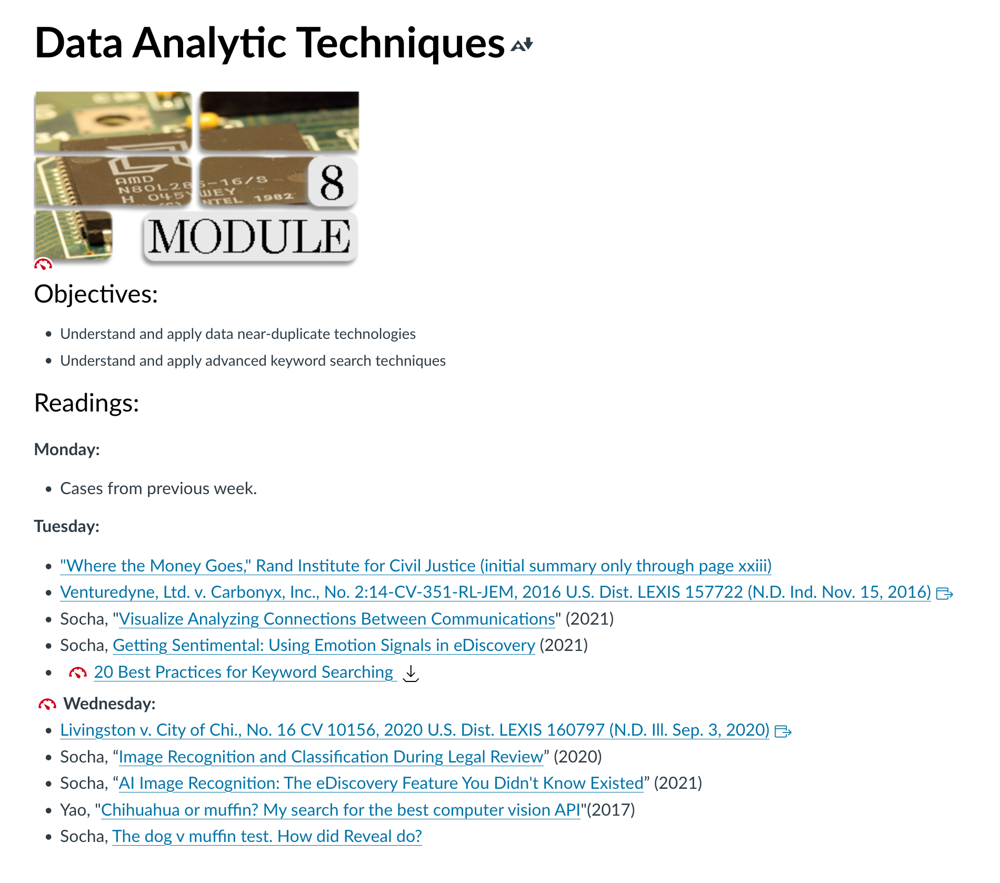 Data Analytic Techniques
AMD
N80L286-16/S
H 045
WEY
NTEL 1982
8
MODULE
Objectives:
Understand and apply data near-duplicate technologies
Understand and apply advanced keyword search techniques
Readings:
Monday:
Cases from previous week.
Tuesday:
"Where the Money Goes," Rand Institute for Civil Justice (initial summary only through page xxiii)
Venturedyne, Ltd. v. Carbonyx, Inc., No. 2:14-CV-351-RL-JEM, 2016 U.S. Dist. LEXIS 157722 (N.D. Ind. Nov. 15, 2016)
Socha, "Visualize Analyzing Connections Between Communications" (2021)
Socha, Getting Sentimental: Using Emotion Signals in eDiscovery (2021)
20 Best Practices for Keyword Searching
Wednesday:
Livingston v. City of Chi., No. 16 CV 10156, 2020 U.S. Dist. LEXIS 160797 (N.D. Ill. Sep. 3, 2020)
Socha, “Image Recognition and Classification During Legal Review” (2020)
Socha, “AI Image Recognition: The eDiscovery Feature You Didn't Know Existed” (2021)
Yao, "Chihuahua or muffin? My search for the best computer vision API"(2017)
Socha, The dog v muffin test. How did Reveal do?